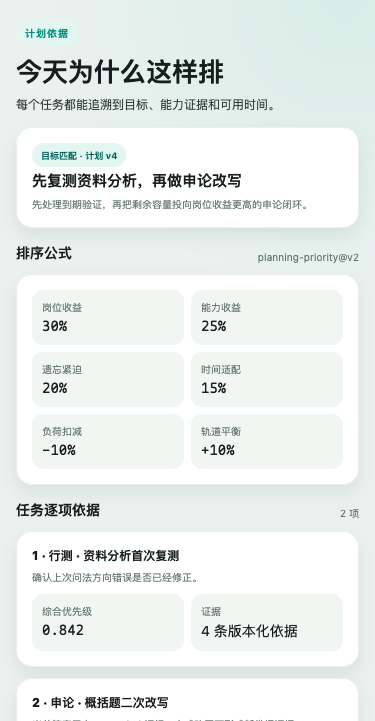 计划依据
今天为什么这样排
每个任务都能追溯到目标、能力证据和可用时间。
目标匹配 · 计划 v4
先复测资料分析，再做申论改写
先处理到期验证，再把剩余容量投向岗位收益更高的申论闭环。
排序公式
planning-priority@v2
岗位收益
30%
能力收益
25%
遗忘紧迫
20%
时间适配
15%
负荷扣减
-10%
轨道平衡
+10%
任务逐项依据
2 项
1 · 行测 · 资料分析首次复测
确认上次问法方向错误是否已经修正。
综合优先级
0.842
证据
4 条版本化依据
2 · 申论 · 概括题二次改写